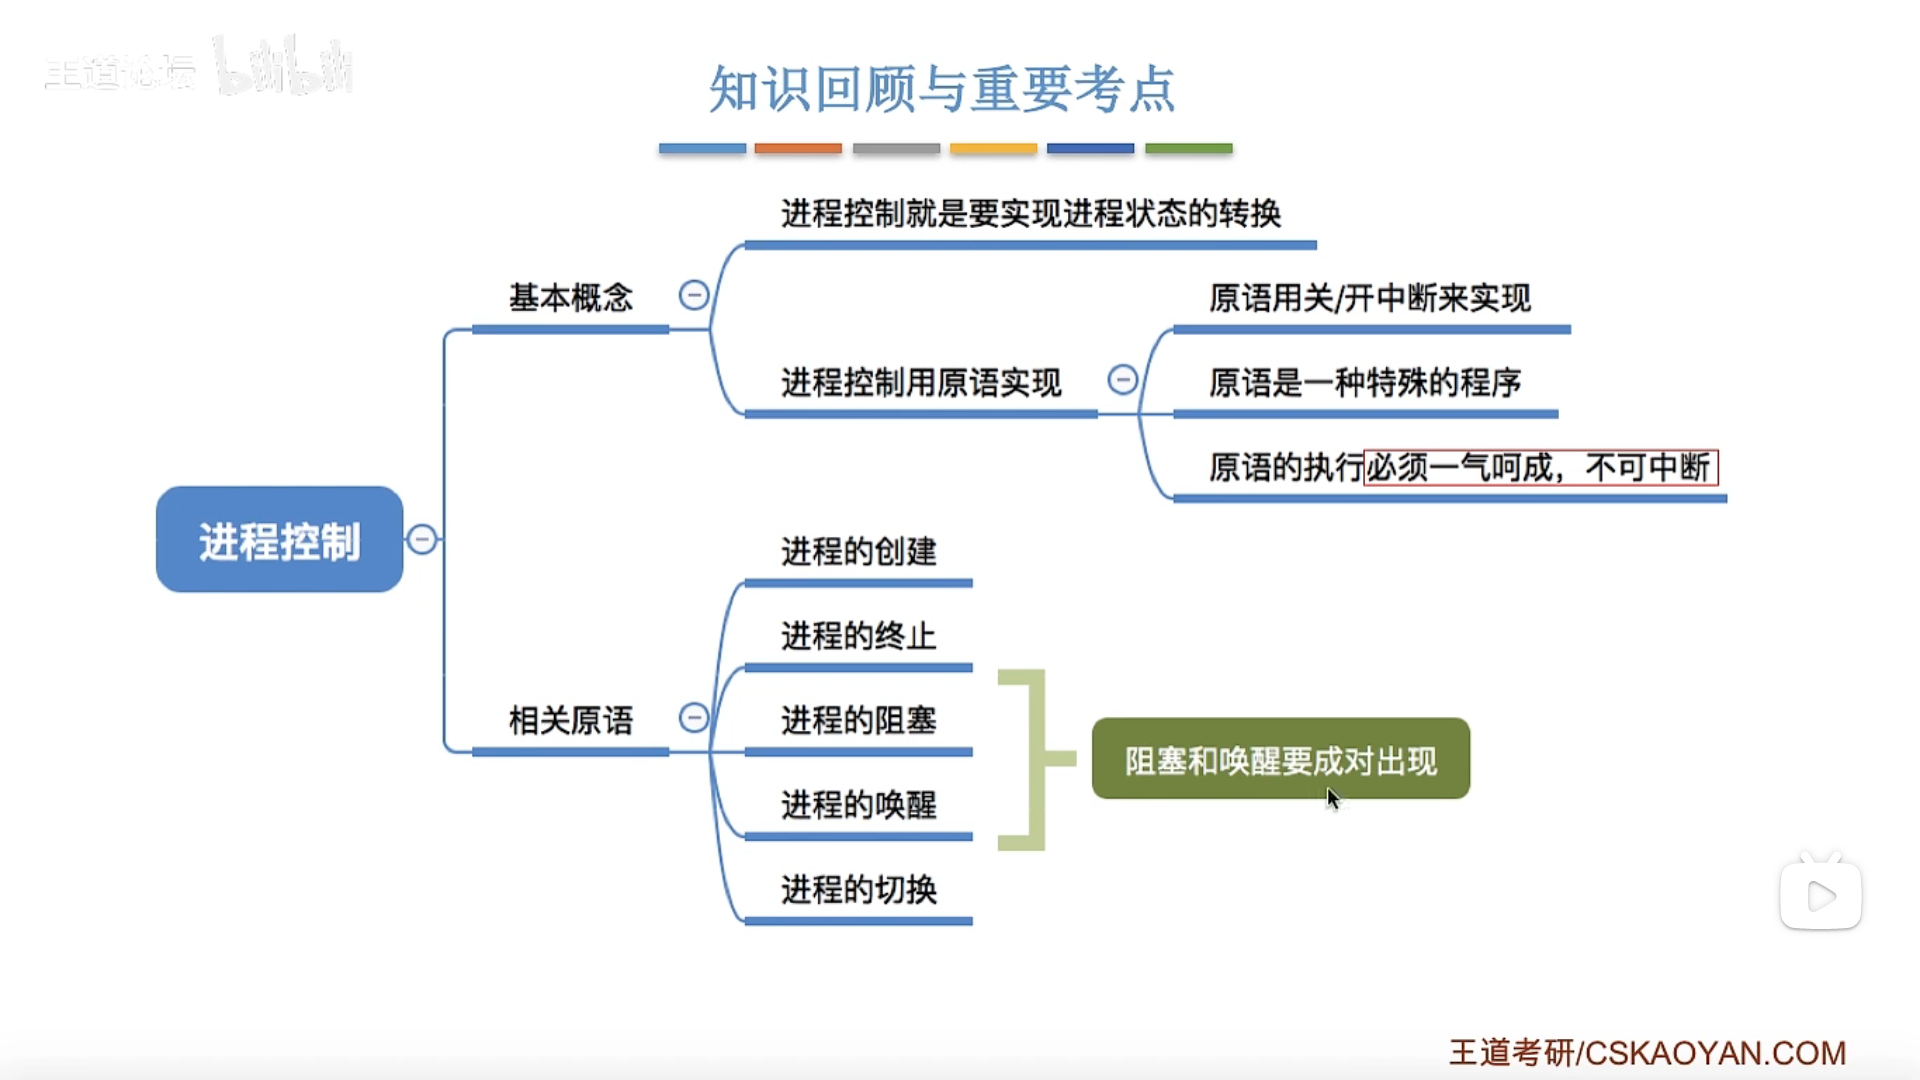 王道论坛 bilibili
知识回顾与重要考点
进程控制就是要实现进程状态的转换
基本概念
原语用关/开中断来实现
进程控制用原语实现
原语是一种特殊的程序
原语的执行必须一气呵成，不可中断
进程控制
进程的创建
进程的终止
相关原语
进程的阻塞
阻塞和唤醒要成对出现
进程的唤醒
进程的切换
王道考研/CSKAOYAN.COM